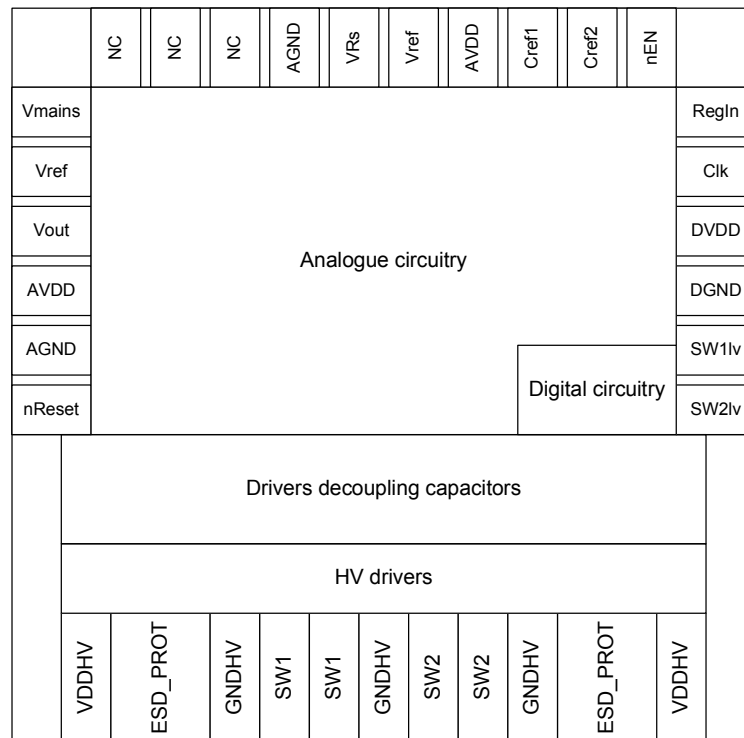 NC
NC
NC
AGND
VRs
Vref
AVDD
Cref1
Cref2
nEN
Vmains
RegIn
Vref
Clk
Vout
DVDD
Analogue circuitry
AVDD
DGND
AGND
SW1lv
Digital circuitry
nReset
SW2lv
Drivers decoupling capacitors
HV drivers
VDDHV
ESD_PROT
GNDHV
SW1
SW1
GNDHV
SW2
SW2
GNDHV
ESD_PROT
VDDHV